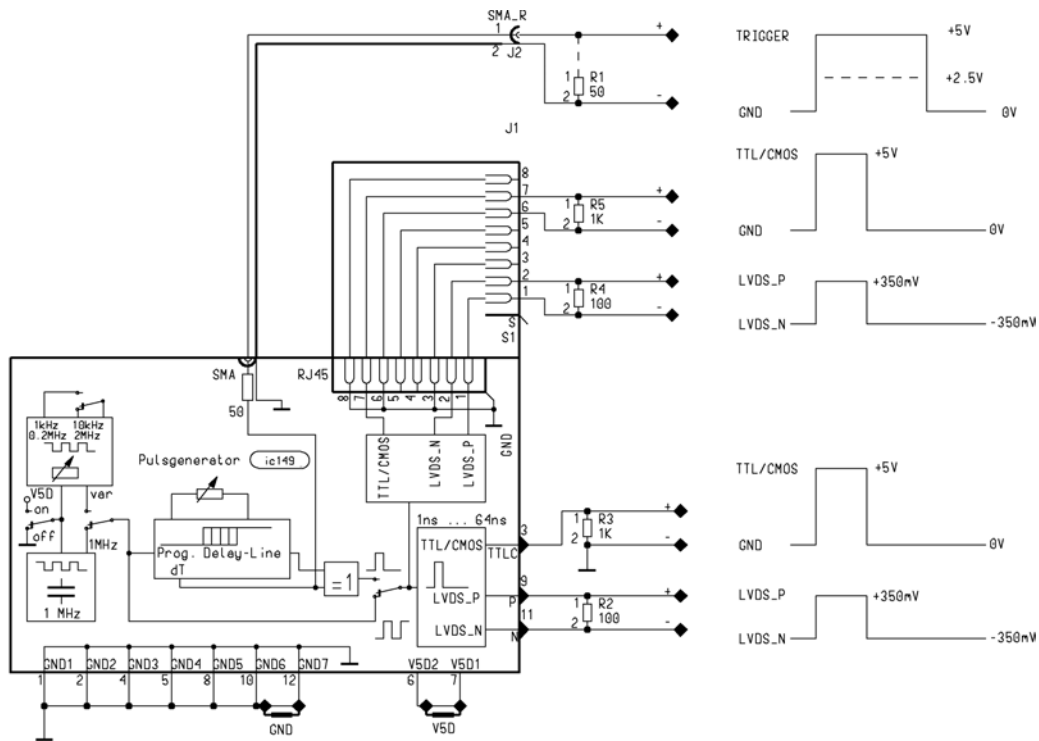 SMA_R
1
2 J2
+
1 R1
2 50
-
TRIGGER +5V
+2.5V
GND 0V
J1
8
7
6
5
4
3
2
1
S
S1
+
1 R5
2 1K
-
TTL/CMOS +5V
GND 0V
+
1 R4
2 100
-
LVDS_P +350mV
LVDS_N -350mV
SMA
50
RJ45
8 7 6 5 4 3 2 1
GND
TTL/CMOS LVDS_N LVDS_P
1kHz 10kHz
0.2MHz 2MHz
V5D
on
off
var
1MHz
1 MHz
Pulsgenerator ic149
Prog. Delay-Line
dT
=1
1ns ... 64ns
TTL/CMOS
LVDS_P
LVDS_N
3
TTLC
9
P
11
N
+
1 R3
2 1K
-
TTL/CMOS +5V
GND 0V
+
1 R2
2 100
-
LVDS_P +350mV
LVDS_N -350mV
GND1 GND2 GND3 GND4 GND5 GND6 GND7 V5D2 V5D1
1 2 4 5 8 10 12 6 7
GND V5D